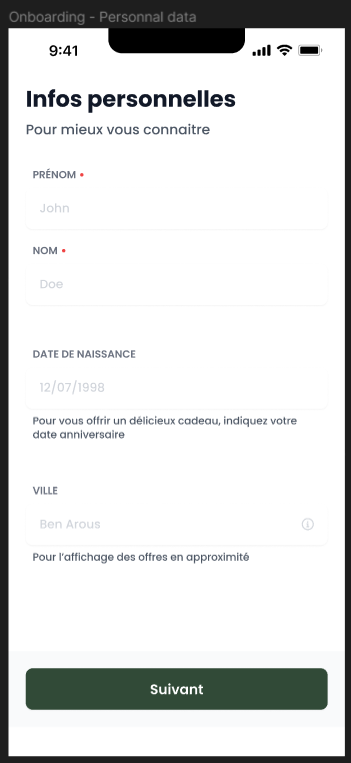 Onboarding - Personnal data
9:41
Infos personnelles
Pour mieux vous connaitre
PRÉNOM •
John
NOM •
Doe
DATE DE NAISSANCE
12/07/1998
Pour vous offrir un délicieux cadeau, indiquez votre
date anniversaire
VILLE
Ben Arous
Pour l'affichage des offres en approximité
Suivant